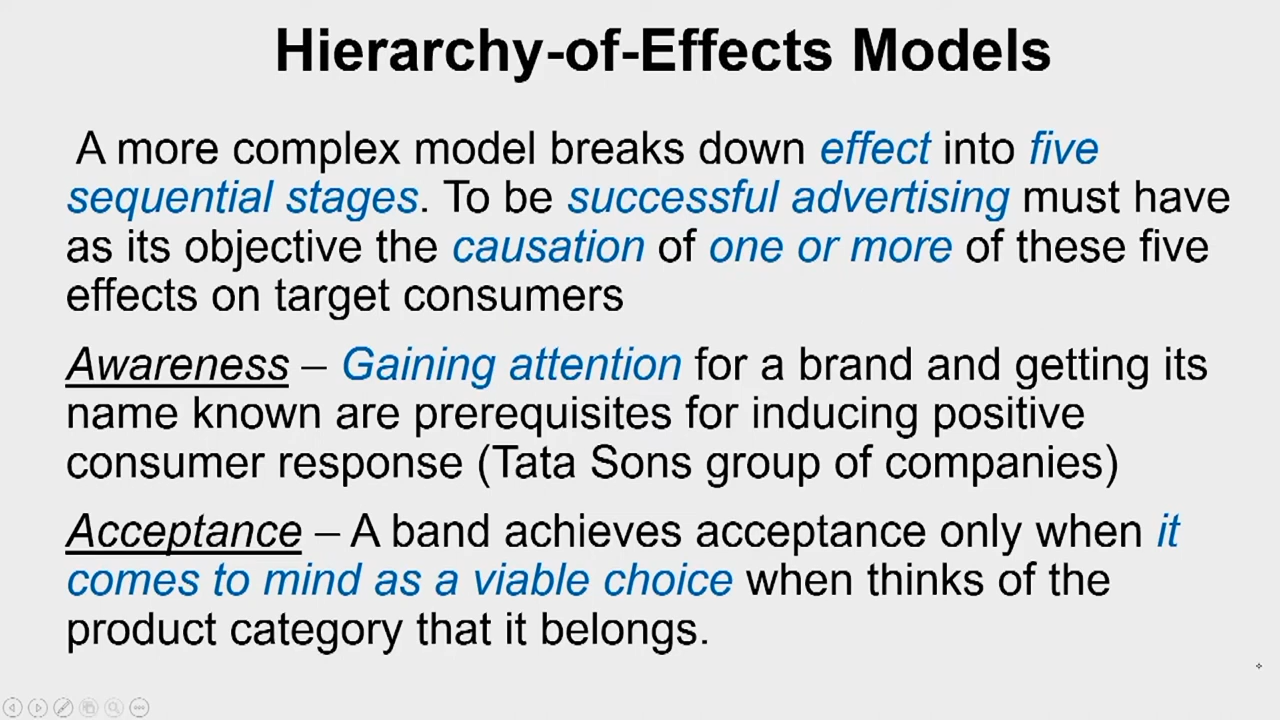 Hierarchy-of-Effects Models
A more complex model breaks down effect into five
sequential stages. To be successful advertising must have
as its objective the causation of one or more of these five
effects on target consumers
Awareness – Gaining attention for a brand and getting its
name known are prerequisites for inducing positive
consumer response (Tata Sons group of companies)
Acceptance – A band achieves acceptance only when it
comes to mind as a viable choice when thinks of the
product category that it belongs.